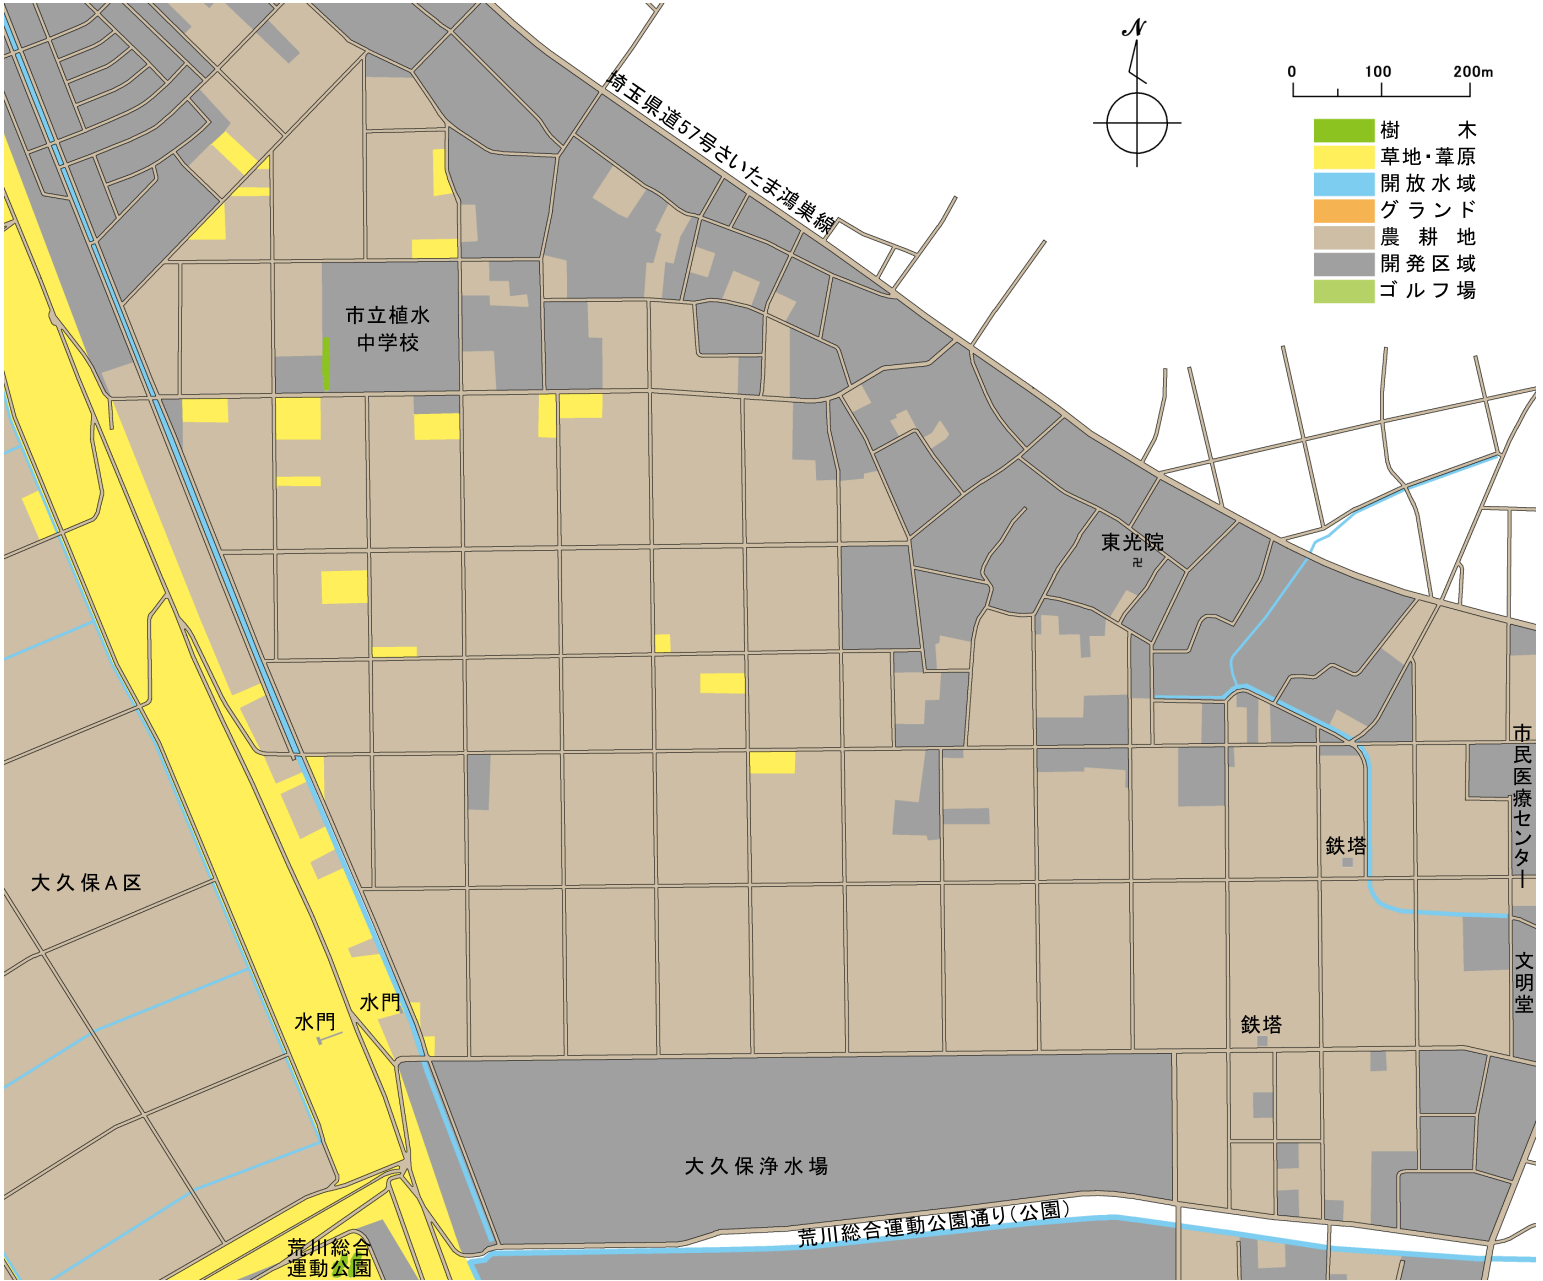 N
0 100 200m
樹木
草地・葦原
開放水域
グランド
農耕地
開発区域
ゴルフ場
埼玉県道57号さいたま鴻巣線
市立植水
中学校
東光院
卍
市民医療センター
鉄塔
大久保A区
文明堂
水門
水門
鉄塔
大久保浄水場
荒川総合運動公園通り(公園)
荒川総合
運動公園